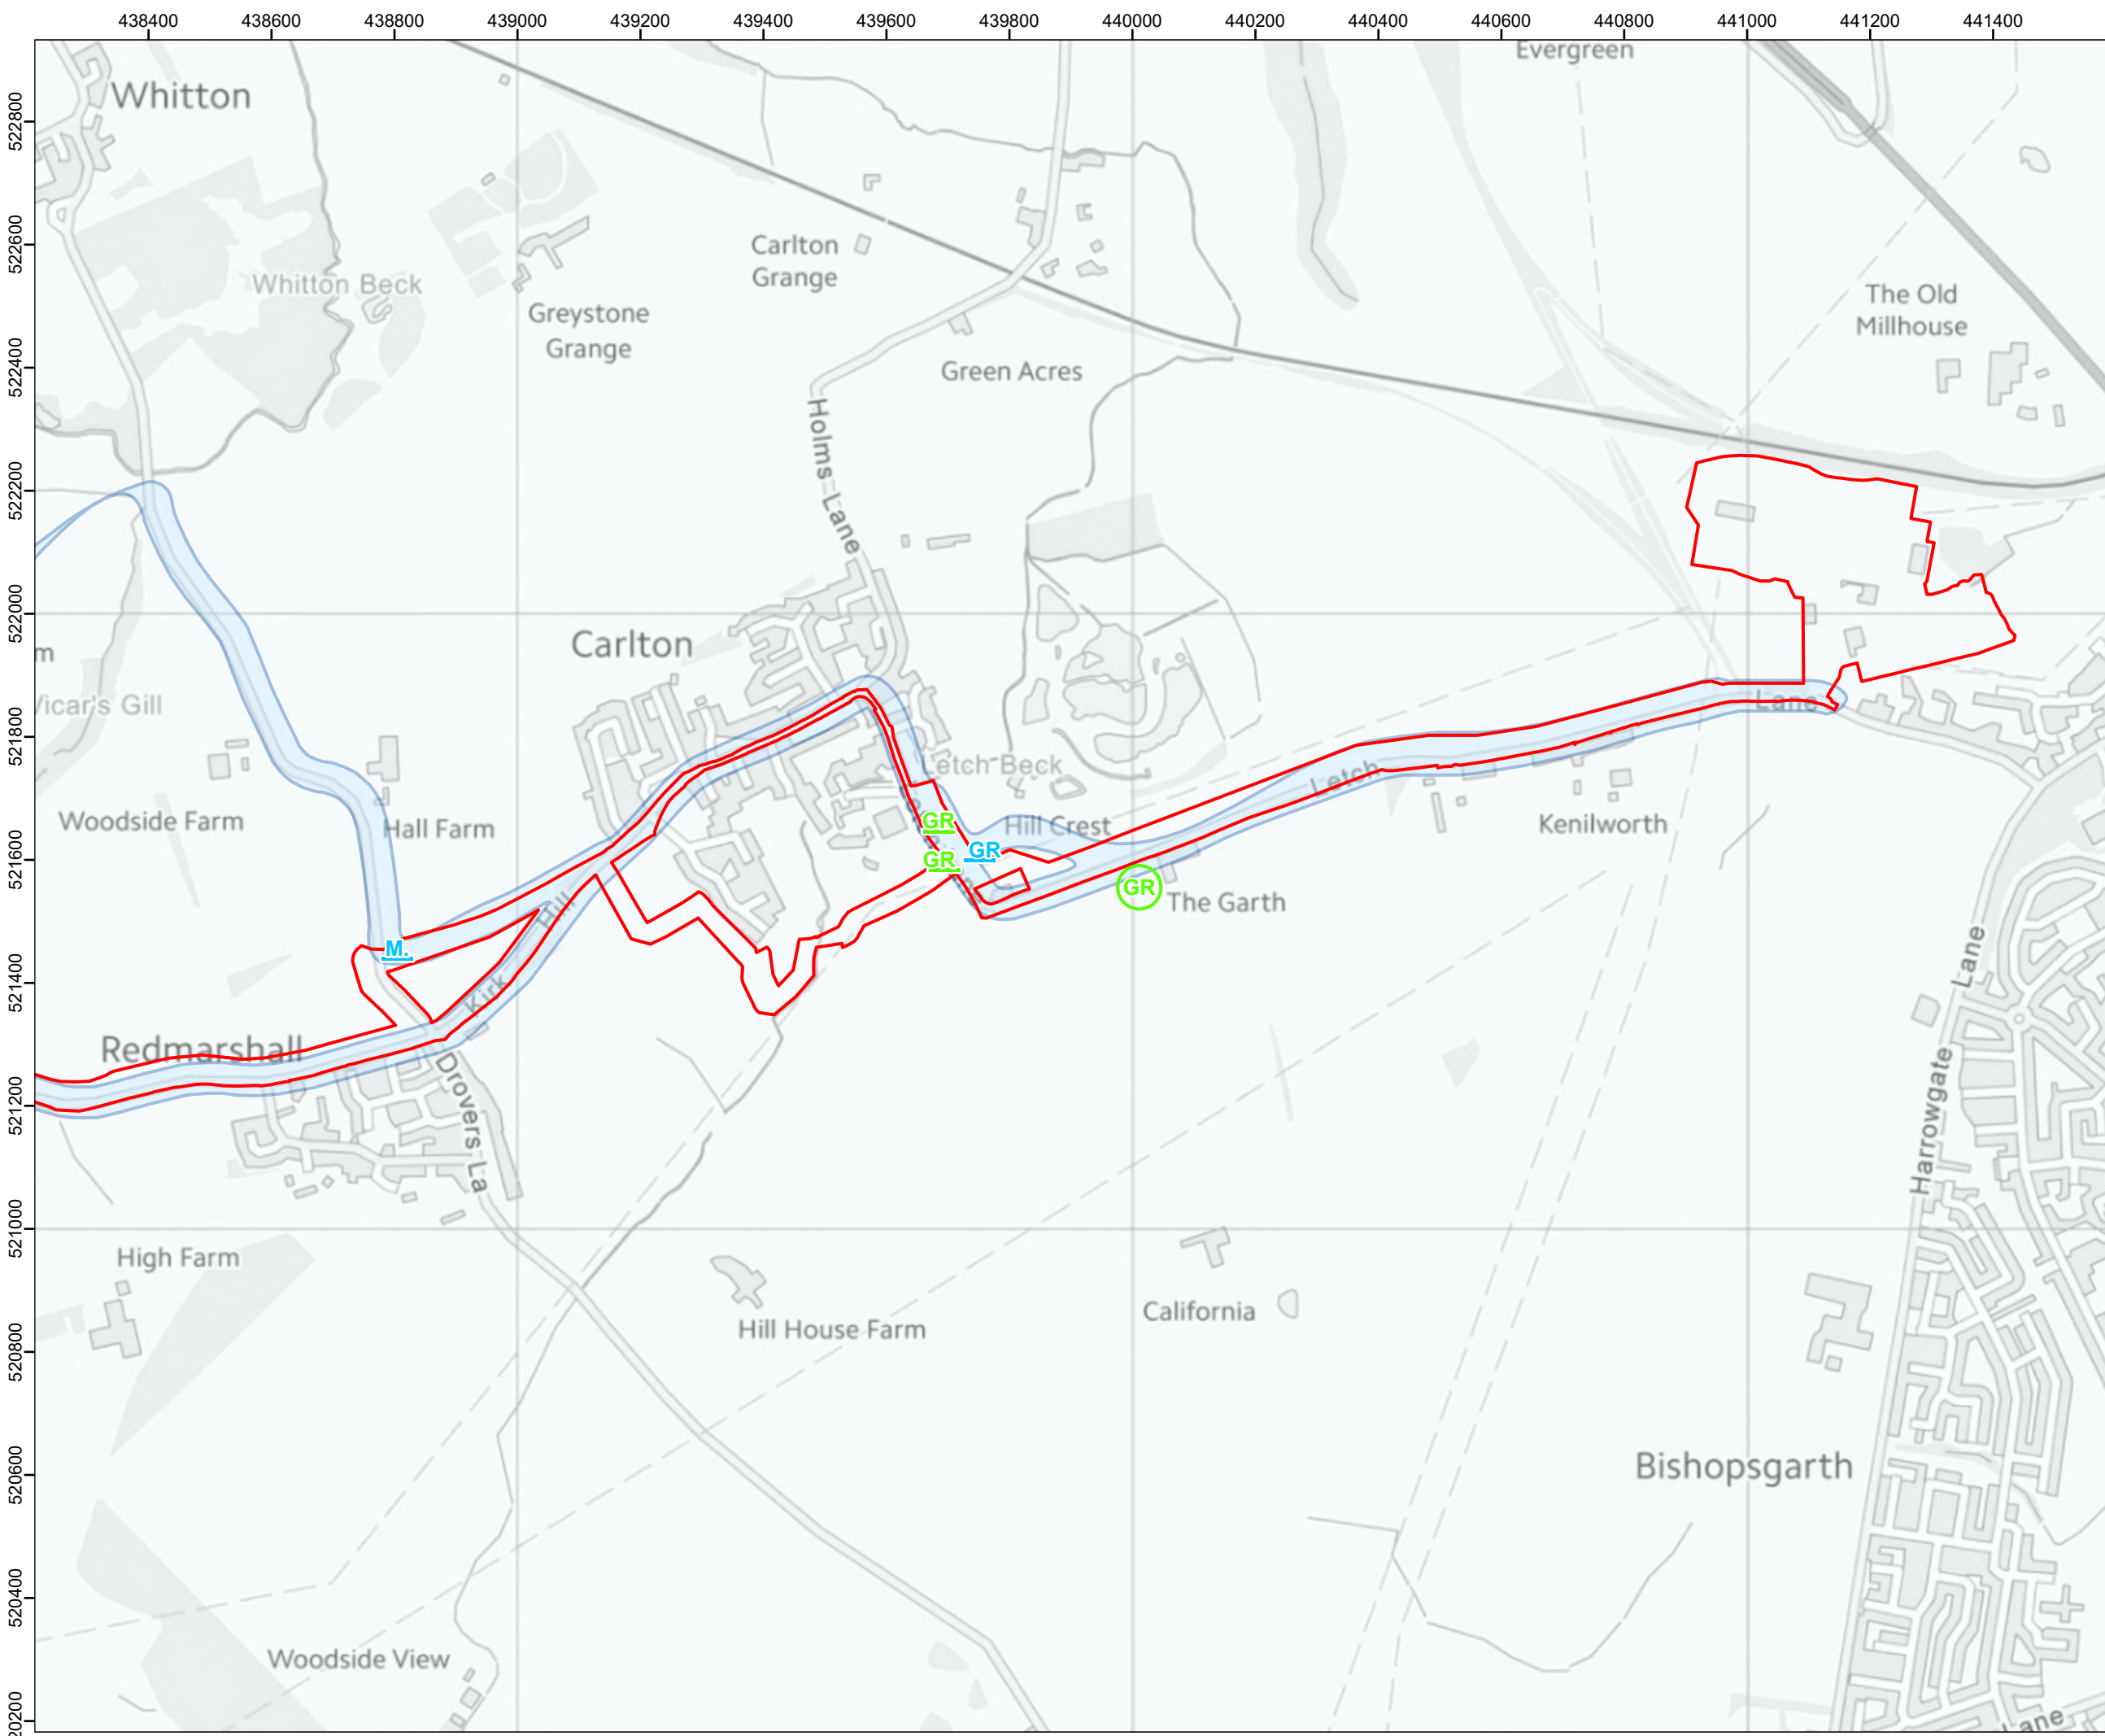 438400 438600 438800 439000 439200 439400 439600 439800 440000 440200 440400 440600 440800 441000 441200 441400
Evergreen
522800
Whitton
522600
Carlton
Grange
Whitton Beck
The Old
Millhouse
Greystone
Grange
522400
Green Acres
Holms Lane
522200
522000
Carlton
m
Vicar's Gill
Lane
521800
Letch Beck
Letch
Woodside Farm
Hall Farm
GR
Hill Crest
Kenilworth
521600
GR
GR
GR
The Garth
Hill
M.
Kirk
Lane
521400
Redmarshall
Drovers La
Harrowgate
521200
521000
High Farm
California
Hill House Farm
520800
520600
Bishopsgarth
520400
Woodside View
520200
Lane